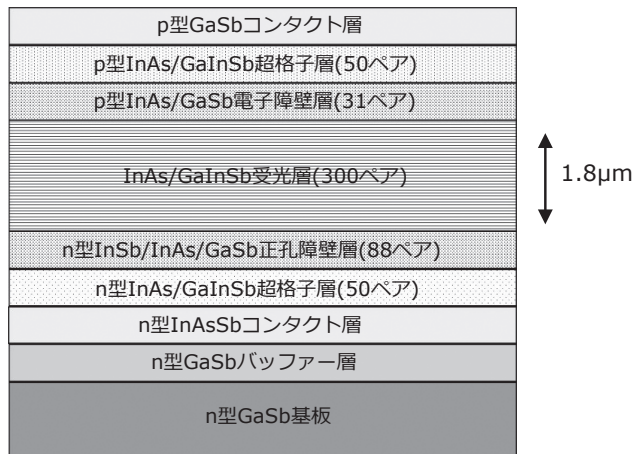 p型GaSbコンタクト層
p型InAs/GaInSb超格子層(50ペア)
p型InAs/GaSb電子障壁層(31ペア)
InAs/GaInSb受光層(300ペア)
1.8μm
n型InSb/InAs/GaSb正孔障壁層(88ペア)
n型InAs/GaInSb超格子層(50ペア)
n型InAsSbコンタクト層
n型GaSbバッファー層
n型GaSb基板